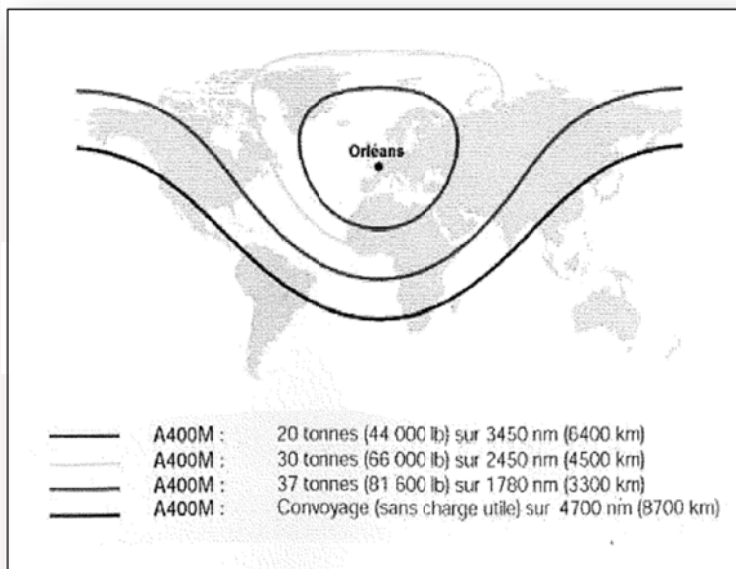 Orléans
A400M : 20 tonnes (44 000 lb) sur 3450 nm (6400 km)
A400M : 30 tonnes (66 000 lb) sur 2450 nm (4500 km)
A400M : 37 tonnes (81 600 lb) sur 1780 nm (3300 km)
A400M : Convoyage (sans charge utile) sur 4700 nm (8700 km)